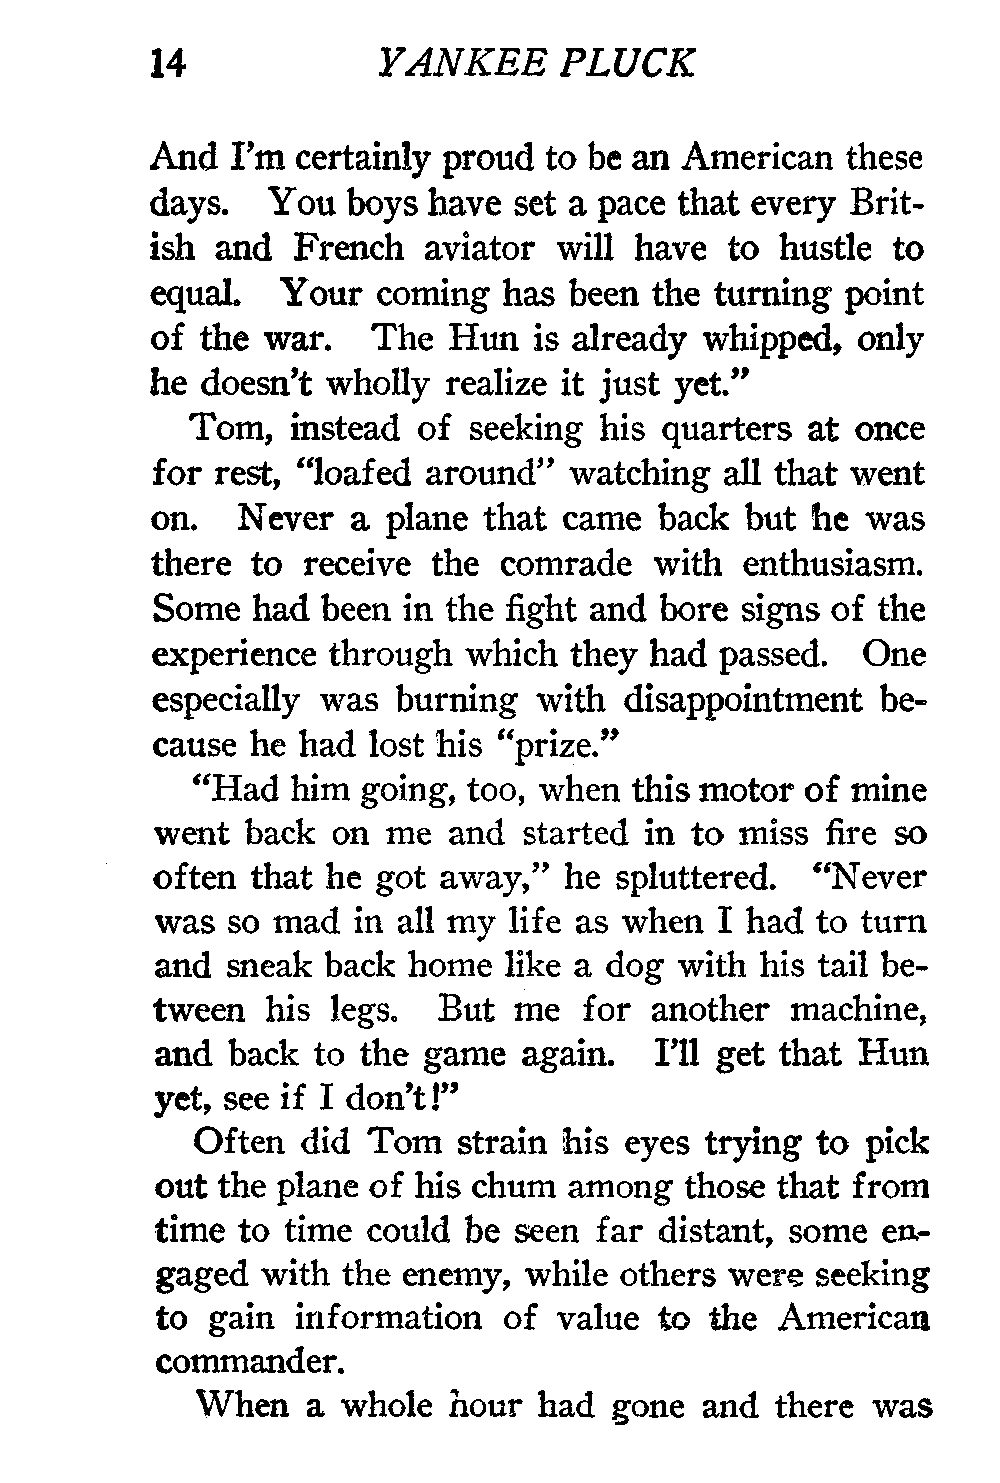 14 YANKEE PLUCK
And I'm certainly proud to be an American these
days. You boys have set a pace that every Brit-
ish and French aviator will have to hustle to
equal. Your coming has been the turning point
of the war. The Hun is already whipped, only
he doesn't wholly realize it just yet."
Tom, instead of seeking his quarters at once
for rest, "loafed around" watching all that went
on. Never a plane that came back but he was
there to receive the comrade with enthusiasm.
Some had been in the fight and bore signs of the
experience through which they had passed. One
especially was burning with disappointment be-
cause he had lost his "prize."
"Had him going, too, when this motor of mine
went back on me and started in to miss fire so
often that he got away," he spluttered. "Never
was so mad in all my life as when I had to turn
and sneak back home like a dog with his tail be-
tween his legs. But me for another machine,
and back to the game again. I'll get that Hun
yet, see if I don't!"
Often did Tom strain his eyes trying to pick
out the plane of his chum among those that from
time to time could be seen far distant, some en-
gaged with the enemy, while others were seeking
to gain information of value to the American
commander.
When a whole hour had gone and there was